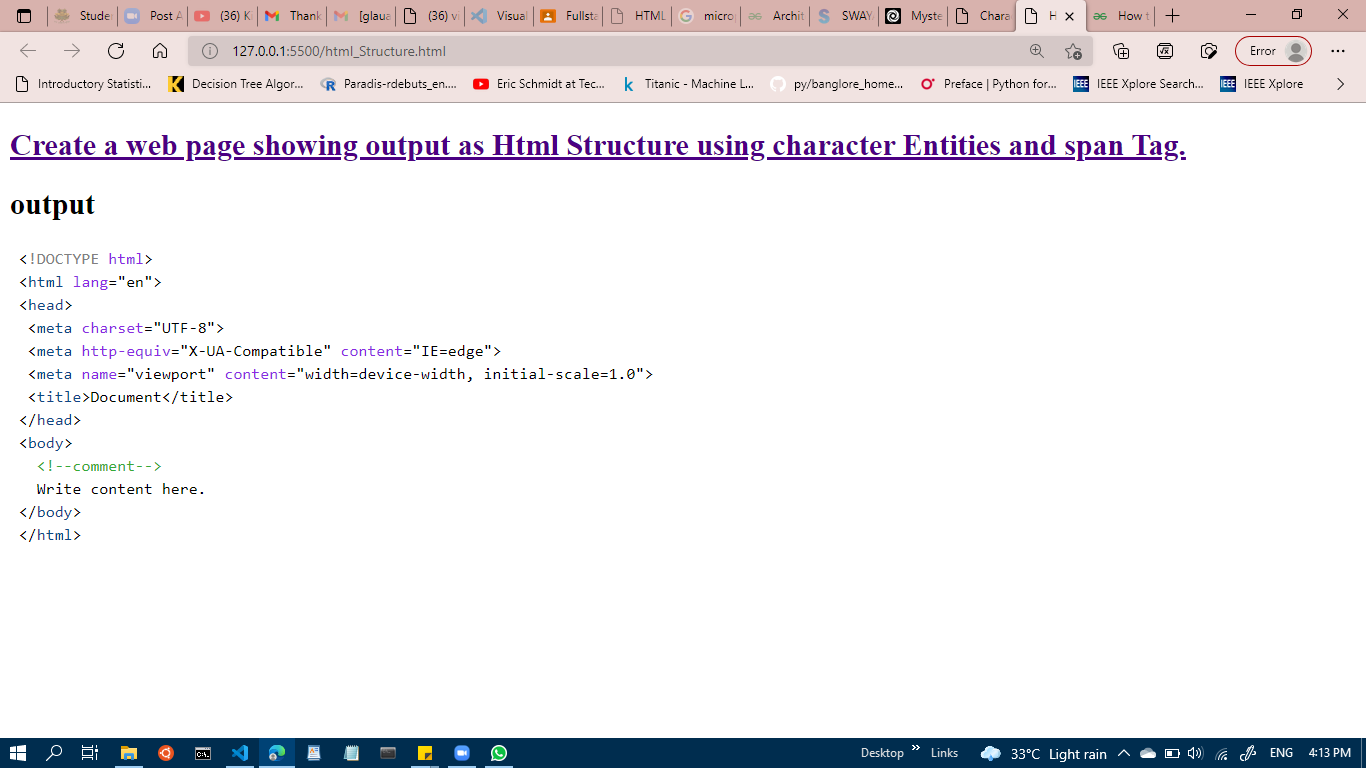 Stude
Post A
(36) K
Thank
[glaua
(36) vi
Visual
Fullsta
HTML
micro
Archit
SWAY
Myste
Chara
H
How t
127.0.0.1:5500/html_Structure.html
Error
Introductory Statisti...
Decision Tree Algor...
Paradis-rdebuts_en....
Eric Schmidt at Tec...
Titanic - Machine L...
py/banglore_home...
Preface | Python for...
IEEE Xplore Search...
IEEE Xplore
Create a web page showing output as Html Structure using character Entities and span Tag.
output
<!DOCTYPE html>
<html lang="en">
<head>
<meta charset="UTF-8">
<meta http-equiv="X-UA-Compatible" content="IE=edge">
<meta name="viewport" content="width=device-width, initial-scale=1.0">
<title>Document</title>
</head>
<body>
<!--comment-->
Write content here.
</body>
</html>
Desktop
Links
33°C Light rain
ENG
4:13 PM